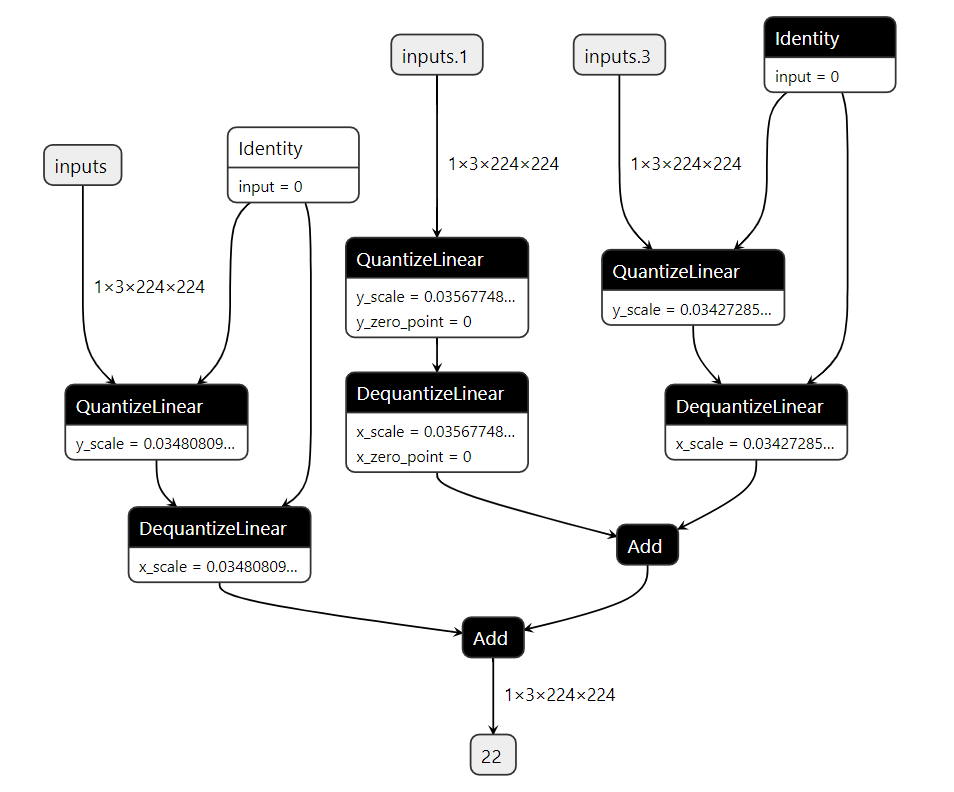 Identity
input = 0
inputs.1
inputs.3
1×3×224×224
1×3×224×224
inputs
Identity
input = 0
QuantizeLinear
y_scale = 0.03567748...
y_zero_point = 0
QuantizeLinear
y_scale = 0.03427285...
1×3×224×224
QuantizeLinear
y_scale = 0.03480809...
DequantizeLinear
x_scale = 0.03567748...
x_zero_point = 0
DequantizeLinear
x_scale = 0.03427285...
DequantizeLinear
x_scale = 0.03480809...
Add
Add
1×3×224×224
22